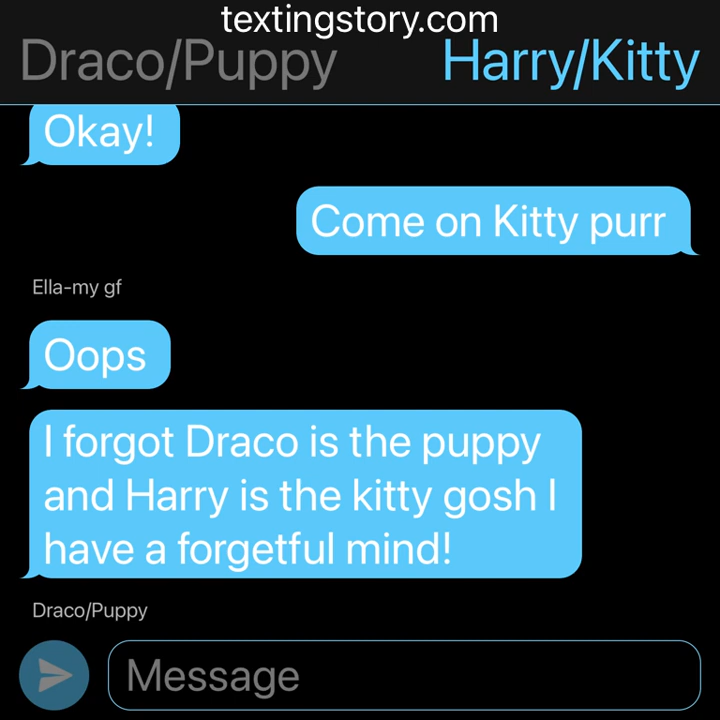 textingstory.com
Draco/Puppy Harry/Kitty
Okay!
Come on Kitty purr
Ella-my gf
Oops
I forgot Draco is the puppy
and Harry is the kitty gosh I
have a forgetful mind!
Draco/Puppy
Message